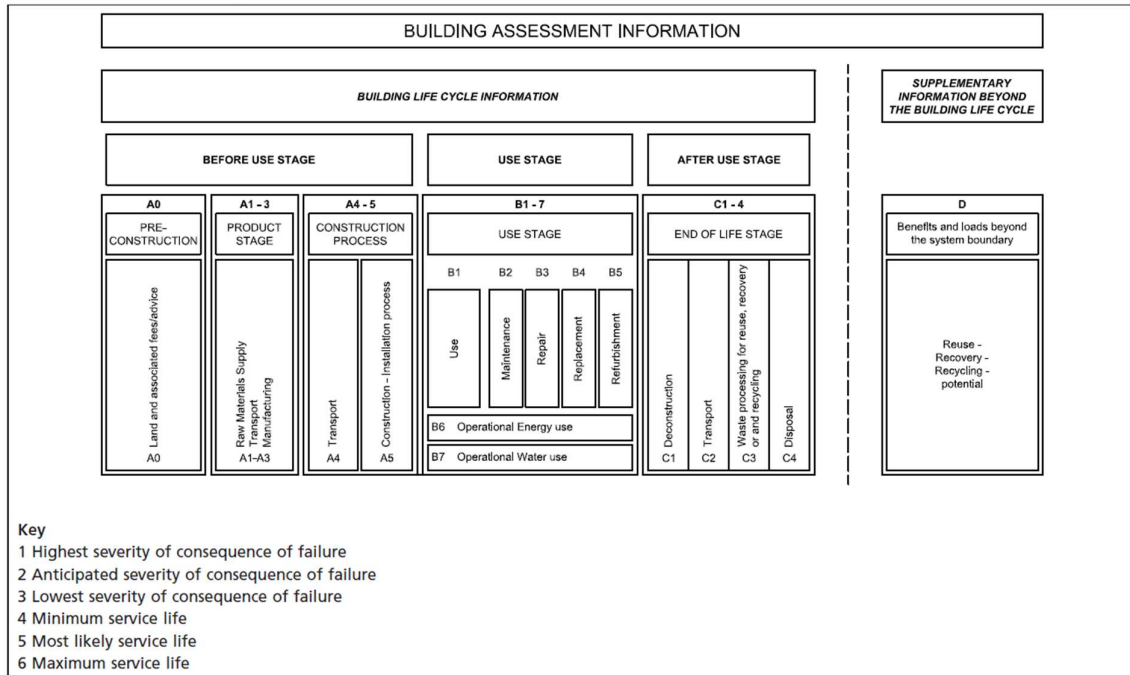 BUILDING ASSESSMENT INFORMATION
BUILDING LIFE CYCLE INFORMATION
SUPPLEMENTARY
INFORMATION BEYOND
THE BUILDING LIFE CYCLE
BEFORE USE STAGE
USE STAGE
AFTER USE STAGE
A0
PRE-
CONSTRUCTION
Land and associated fees/advice
A0
A1 – 3
PRODUCT
STAGE
Raw Materials Supply
Transport
Manufacturing
A1–A3
A4 - 5
CONSTRUCTION
PROCESS
Transport
A4
Construction – Installation process
A5
B1 - 7
USE STAGE
B1
Use
B2
Maintenance
B3
Repair
B4
Replacement
B5
Refurbishment
B6 Operational Energy use
B7 Operational Water use
C1 - 4
END OF LIFE STAGE
Deconstruction
C1
Transport
C2
Waste processing for reuse, recovery
or and recycling
C3
Disposal
C4
D
Benefits and loads beyond
the system boundary
Reuse -
Recovery -
Recycling -
potential
Key
1 Highest severity of consequence of failure
2 Anticipated severity of consequence of failure
3 Lowest severity of consequence of failure
4 Minimum service life
5 Most likely service life
6 Maximum service life